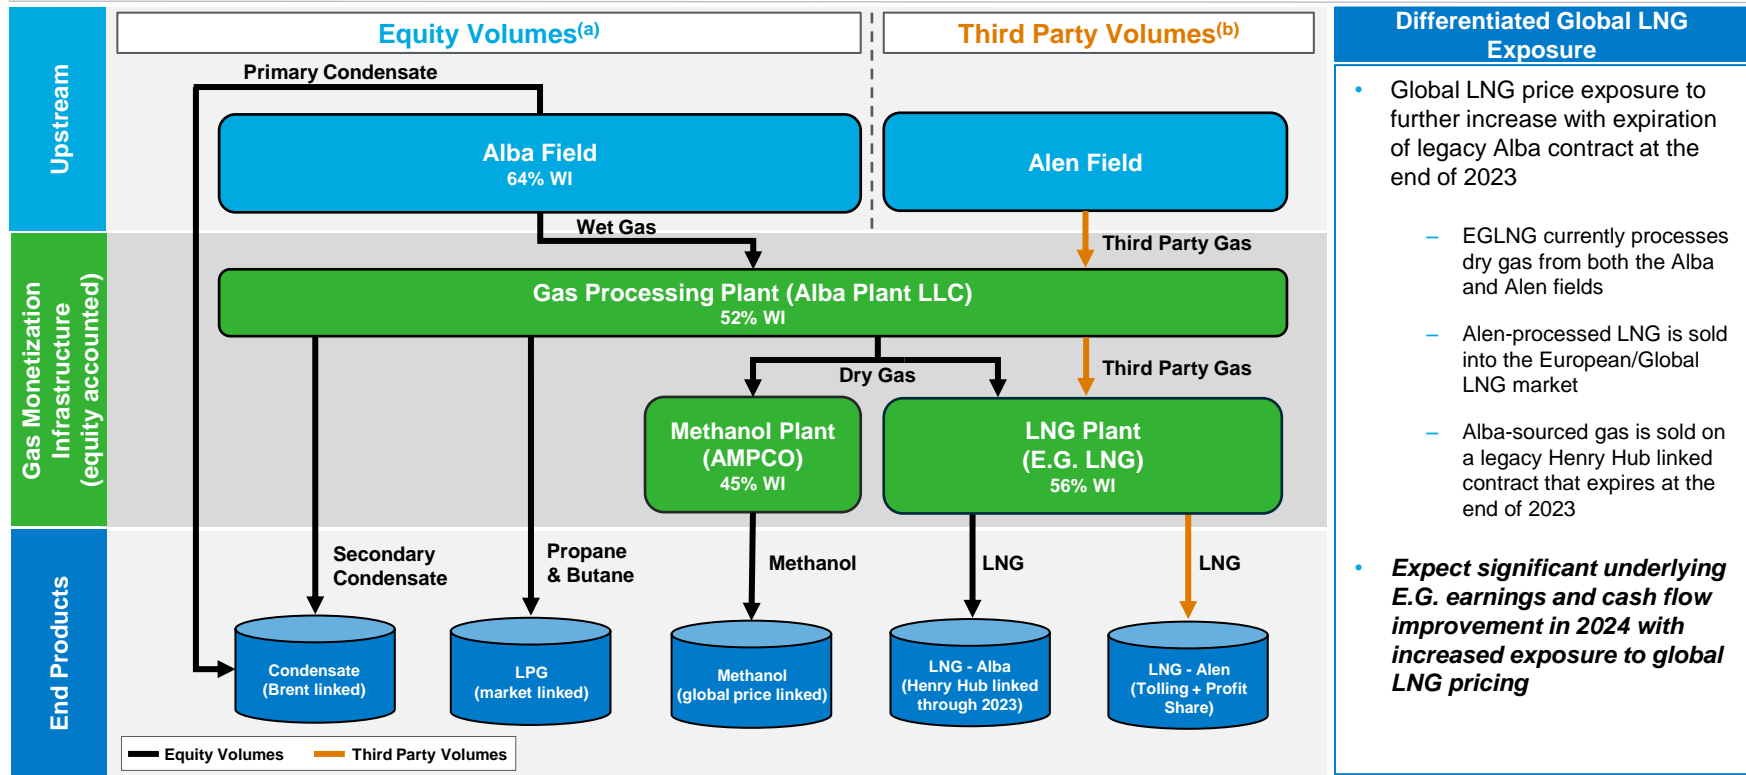 Equity Volumes(a)
Third Party Volumes(b)
Differentiated Global LNG
Exposure
Upstream
Primary Condensate
Alba Field
64% WI
Alen Field
Wet Gas
Third Party Gas
Gas Monetization
Infrastructure
(equity accounted)
Gas Processing Plant (Alba Plant LLC)
52% WI
Dry Gas
Third Party Gas
Methanol Plant
(AMPCO)
45% WI
LNG Plant
(E.G. LNG)
56% WI
End Products
Secondary
Condensate
Propane
& Butane
Methanol
LNG
LNG
Condensate
(Brent linked)
LPG
(market linked)
Methanol
(global price linked)
LNG - Alba
(Henry Hub linked
through 2023)
LNG - Alen
(Tolling + Profit
Share)
Equity Volumes
Third Party Volumes
• Global LNG price exposure to
further increase with expiration
of legacy Alba contract at the
end of 2023
– EGLNG currently processes
dry gas from both the Alba
and Alen fields
– Alen-processed LNG is sold
into the European/Global
LNG market
– Alba-sourced gas is sold on
a legacy Henry Hub linked
contract that expires at the
end of 2023
• Expect significant underlying
E.G. earnings and cash flow
improvement in 2024 with
increased exposure to global
LNG pricing